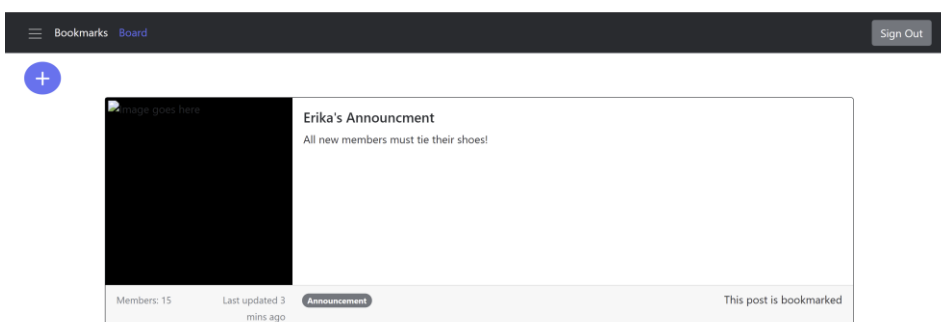 Bookmarks Board Sign Out
+
image goes here
Erika's Announcment
All new members must tie their shoes!
Members: 15 Last updated 3 Announcement This post is bookmarked
mins ago